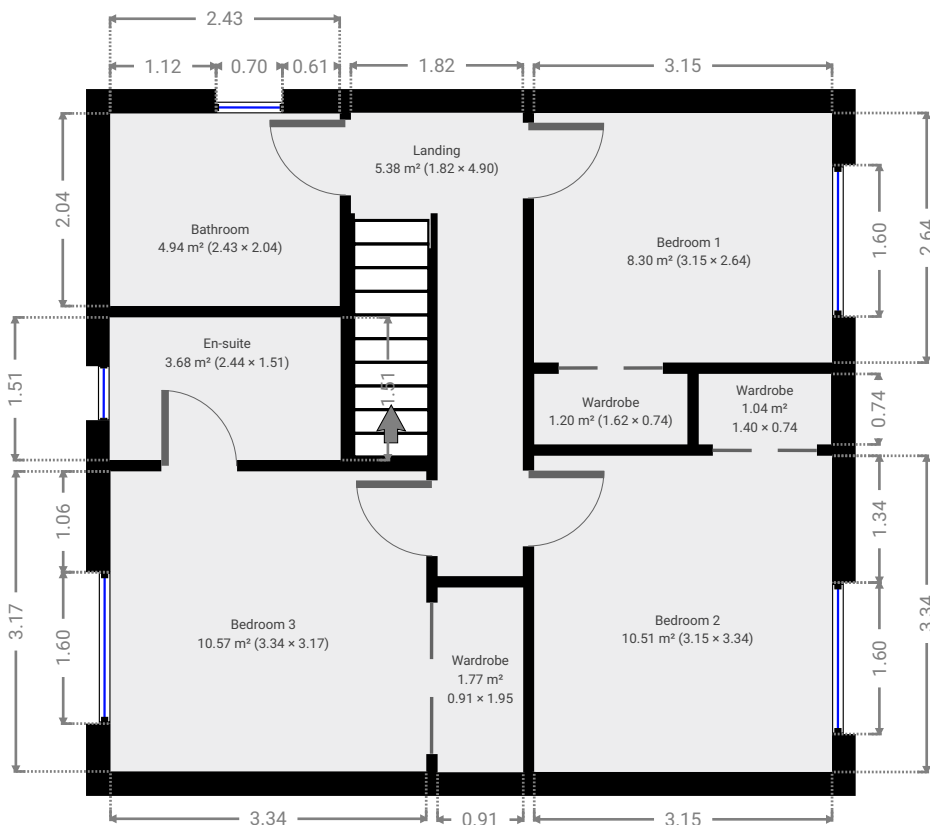 2.43
1.12
0.70
0.61
1.82
3.15
Landing
5.38 m² (1.82 × 4.90)
2.04
Bathroom
4.94 m² (2.43 × 2.04)
Bedroom 1
8.30 m² (3.15 × 2.64)
1.60
2.64
En-suite
3.68 m² (2.44 × 1.51)
1.51
1.51
Wardrobe
1.20 m² (1.62 × 0.74)
Wardrobe
1.04 m²
1.40 × 0.74
0.74
1.06
1.34
3.17
1.60
Bedroom 3
10.57 m² (3.34 × 3.17)
Wardrobe
1.77 m²
0.91 × 1.95
Bedroom 2
10.51 m² (3.15 × 3.34)
1.60
3.34
3.34
0.91
3.15